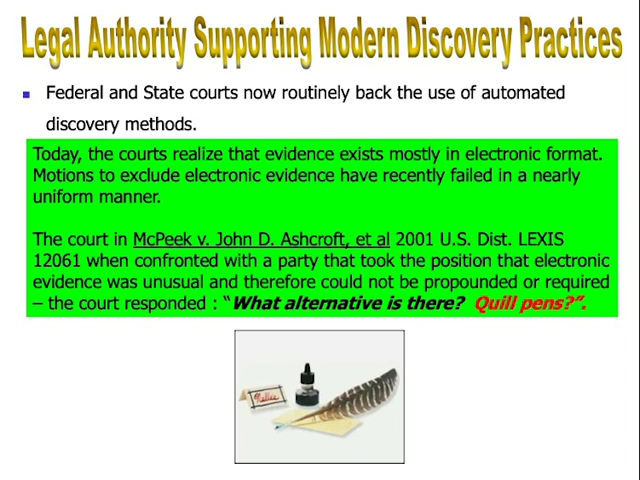 Legal Authority Supporting Modern Discovery Practices
Federal and State courts now routinely back the use of automated
discovery methods.
Today, the courts realize that evidence exists mostly in electronic format.
Motions to exclude electronic evidence have recently failed in a nearly
uniform manner.
The court in McPeek v. John D. Ashcroft, et al 2001 U.S. Dist. LEXIS
12061 when confronted with a party that took the position that electronic
evidence was unusual and therefore could not be propounded or required
– the court responded : “What alternative is there?  Quill pens?”.
Nellie